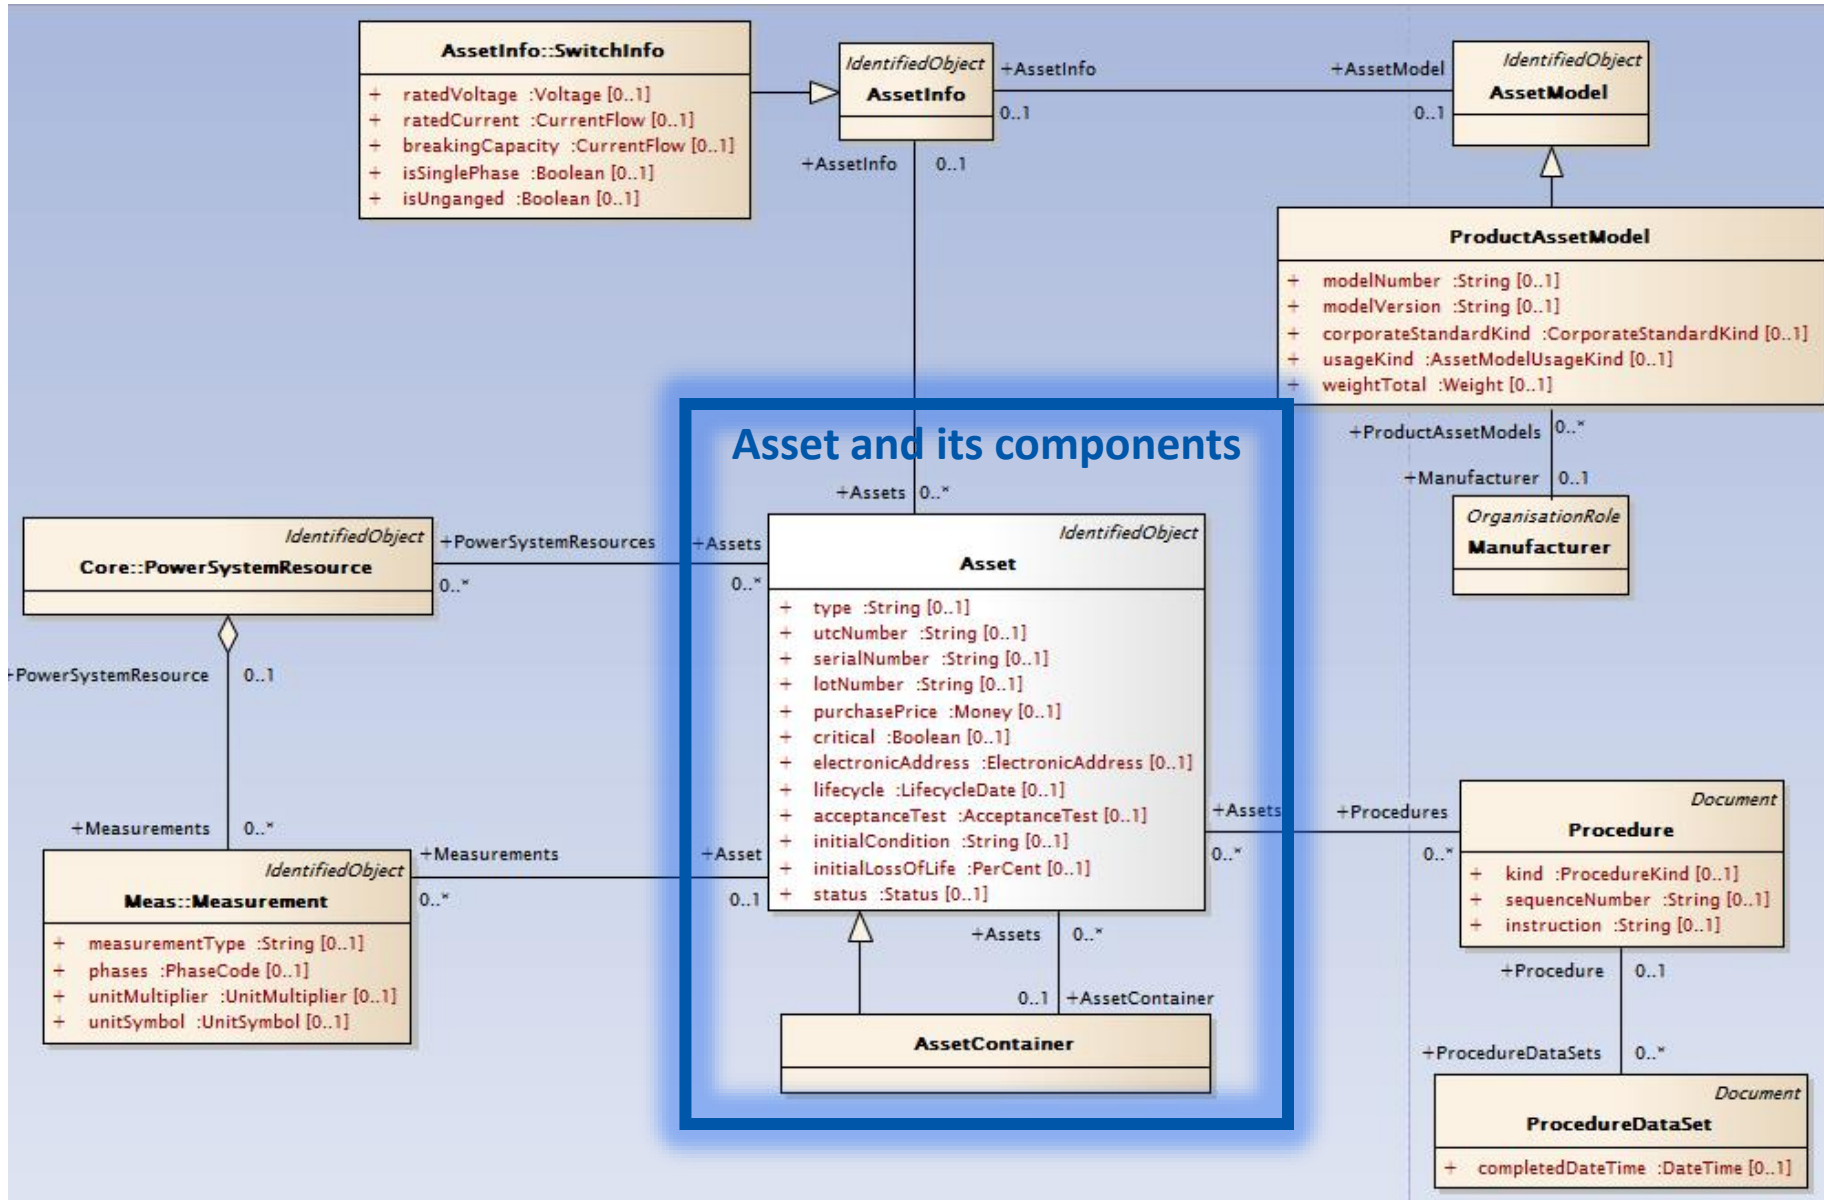 AssetInfo::SwitchInfo
+ ratedVoltage :Voltage [0..1]
+ ratedCurrent :CurrentFlow [0..1]
+ breakingCapacity :CurrentFlow [0..1]
+ isSinglePhase :Boolean [0..1]
+ isUnganged :Boolean [0..1]
IdentifiedObject
AssetInfo
+AssetInfo
0..1
+AssetModel
0..1
IdentifiedObject
AssetModel
+AssetInfo 0..1
ProductAssetModel
+ modelNumber :String [0..1]
+ modelVersion :String [0..1]
+ corporateStandardKind :CorporateStandardKind [0..1]
+ usageKind :AssetModelUsageKind [0..1]
+ weightTotal :Weight [0..1]
+ProductAssetModels 0..*
+Manufacturer 0..1
OrganisationRole
Manufacturer
Asset and its components
+Assets 0..*
IdentifiedObject
Core::PowerSystemResource
+PowerSystemResources
0..*
+Assets
0..*
IdentifiedObject
Asset
+ type :String [0..1]
+ utcNumber :String [0..1]
+ serialNumber :String [0..1]
+ lotNumber :String [0..1]
+ purchasePrice :Money [0..1]
+ critical :Boolean [0..1]
+ electronicAddress :ElectronicAddress [0..1]
+ lifecycle :LifecycleDate [0..1]
+ acceptanceTest :AcceptanceTest [0..1]
+ initialCondition :String [0..1]
+ initialLossOfLife :PerCent [0..1]
+ status :Status [0..1]
+PowerSystemResource 0..1
+Measurements 0..*
IdentifiedObject
Meas::Measurement
+ measurementType :String [0..1]
+ phases :PhaseCode [0..1]
+ unitMultiplier :UnitMultiplier [0..1]
+ unitSymbol :UnitSymbol [0..1]
+Measurements
0..*
+Asset
0..1
+Assets
0..*
+Procedures
0..*
Document
Procedure
+ kind :ProcedureKind [0..1]
+ sequenceNumber :String [0..1]
+ instruction :String [0..1]
+Assets 0..*
0..1 +AssetContainer
AssetContainer
+Procedure 0..1
+ProcedureDataSets 0..*
Document
ProcedureDataSet
+ completedDateTime :DateTime [0..1]